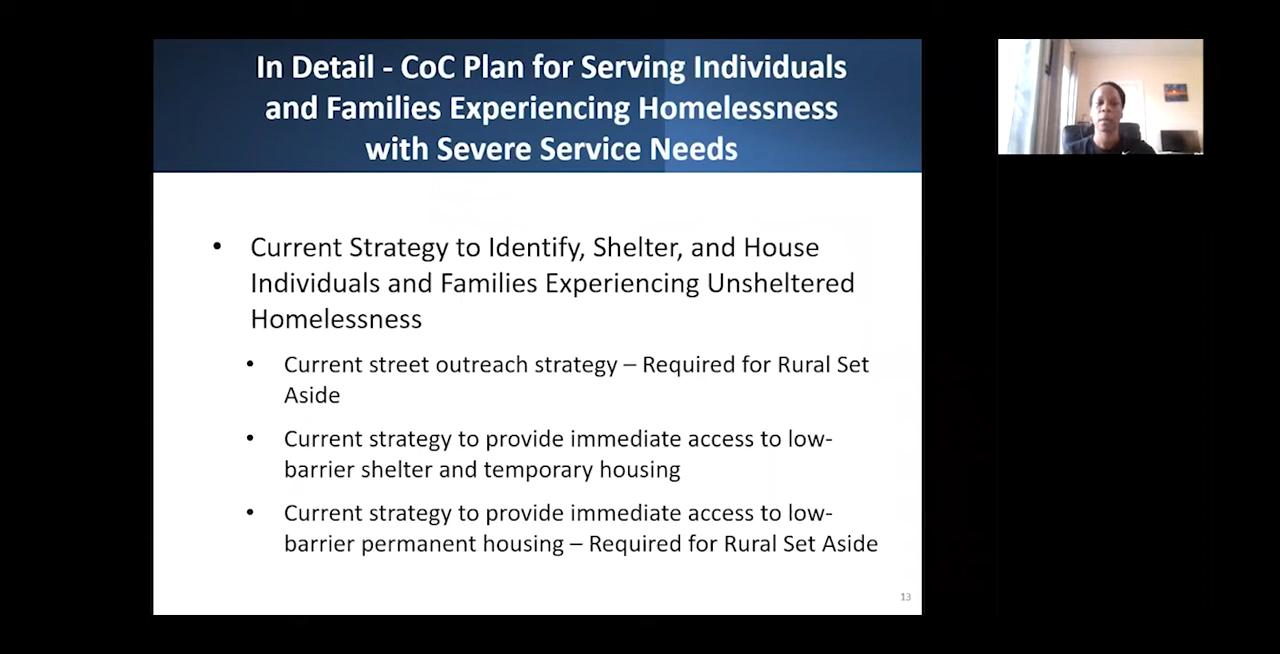 In Detail - CoC Plan for Serving Individuals
and Families Experiencing Homelessness
with Severe Service Needs
• Current Strategy to Identify, Shelter, and House
Individuals and Families Experiencing Unsheltered
Homelessness
• Current street outreach strategy – Required for Rural Set
Aside
• Current strategy to provide immediate access to low-
barrier shelter and temporary housing
• Current strategy to provide immediate access to low-
barrier permanent housing – Required for Rural Set Aside
13